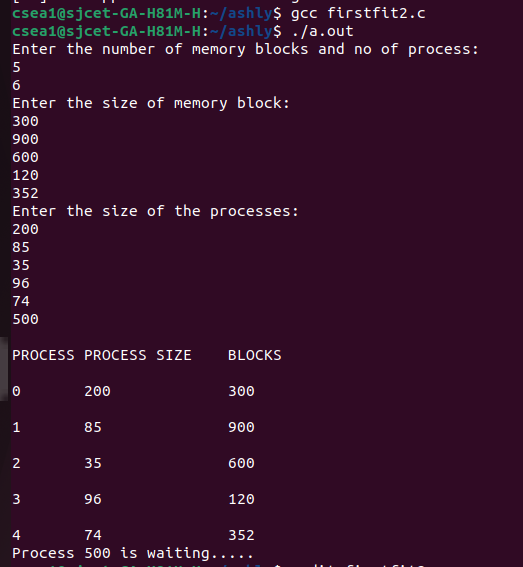 csea1@sjcet-GA-H81M-H:~/ashly$ gcc firstfit2.c
csea1@sjcet-GA-H81M-H:~/ashly$ ./a.out
Enter the number of memory blocks and no of process:
5
6
Enter the size of memory block:
300
900
600
120
352
Enter the size of the processes:
200
85
35
96
74
500
PROCESS PROCESS SIZE    BLOCKS
0       200             300
1       85              900
2       35              600
3       96              120
4       74              352
Process 500 is waiting.....